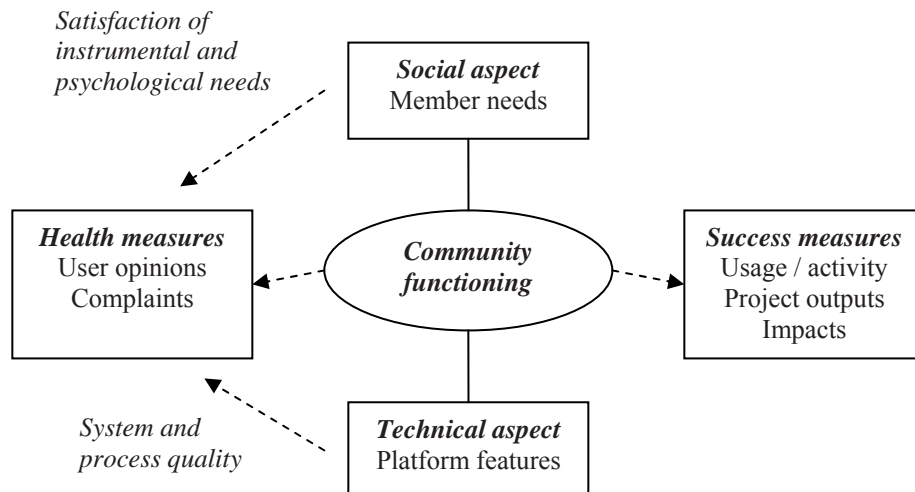 Satisfaction of
instrumental and
psychological needs
Social aspect
Member needs
Health measures
User opinions
Complaints
Community
functioning
Success measures
Usage / activity
Project outputs
Impacts
System and
process quality
Technical aspect
Platform features